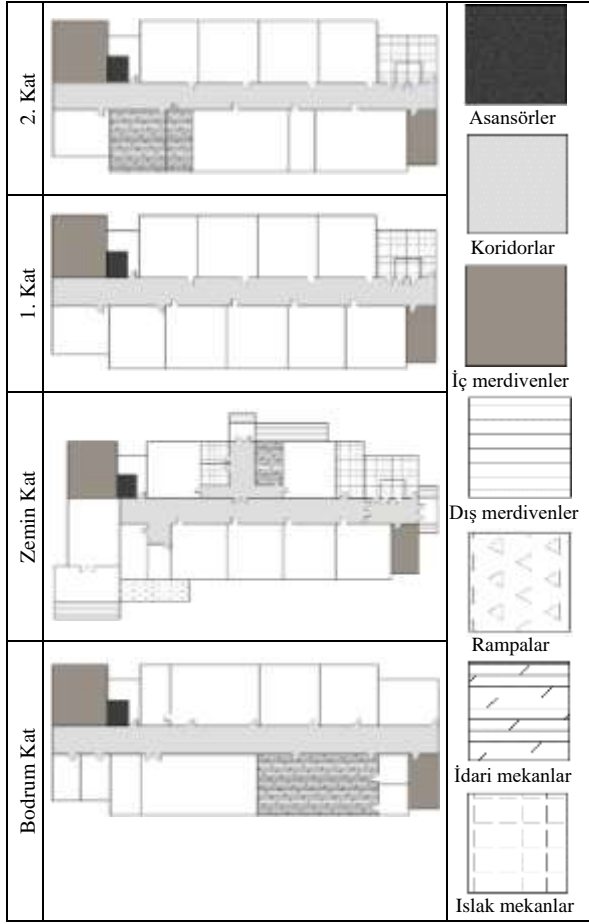 2. Kat
1. Kat
Zemin Kat
Bodrum Kat
Asansörler
Koridorlar
İç merdivenler
Dış merdivenler
Rampalar
İdari mekanlar
Islak mekanlar